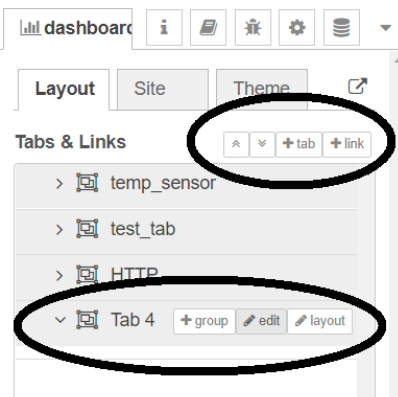 dashboard
Layout Site Theme
Tabs & Links +tab +link
temp_sensor
test_tab
HTTP
Tab 4 +group edit layout